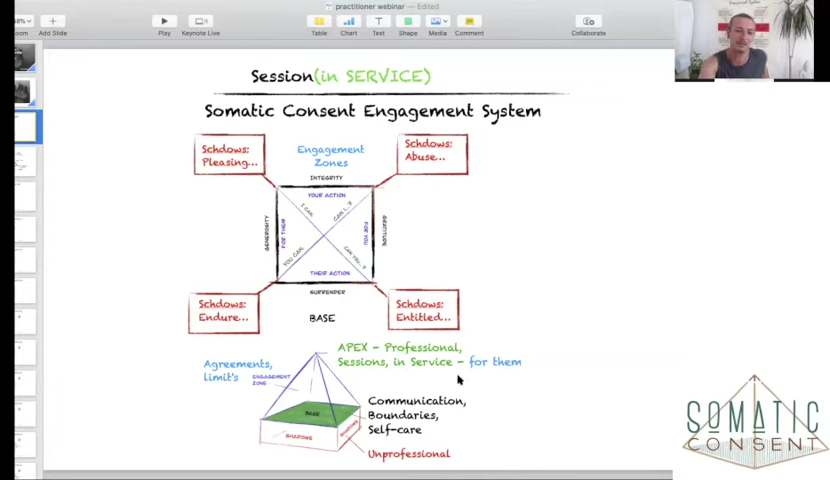 practitioner webinar — Edited
Add Slide
Play
Keynote Live
Table
Chart
Text
Shape
Media
Comment
Collaborate
Session(in SERVICE)
Somatic Consent Engagement System
Schdows:
Pleasing...
Engagement
Zones
Schdows:
Abuse...
INTEGRITY
YOUR ACTION
I CAN
CAN I...?
GENEROSITY
FOR THEM
FOR YOU
GRATITUDE
YOU CAN
CAN YOU...?
THEIR ACTION
SURRENDER
Schdows:
Endure...
Schdows:
Entitled...
BASE
APEX - Professional,
Sessions, in Service - for them
Agreements,
limit's
ENGAGEMENT
ZONE
BASE
SHADOWS
SHADOWS
Communication,
Boundaries,
Self-care
Unprofessional
SOMATIC
CONSENT